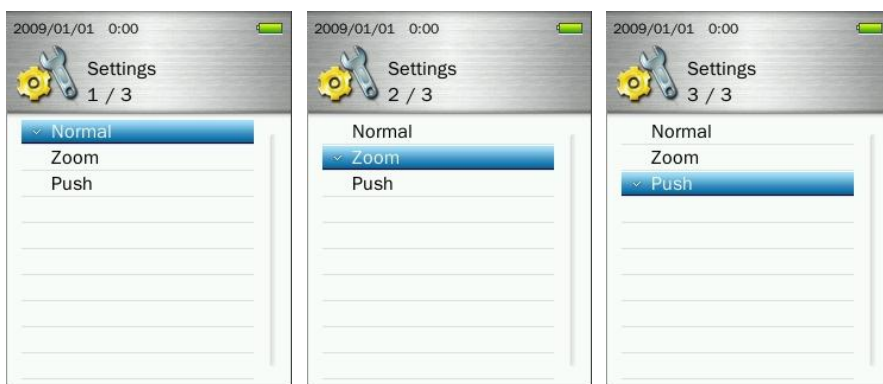 2009/01/01 0:00
Settings
1 / 3
Normal
Zoom
Push
2009/01/01 0:00
Settings
2 / 3
Normal
Zoom
Push
2009/01/01 0:00
Settings
3 / 3
Normal
Zoom
Push